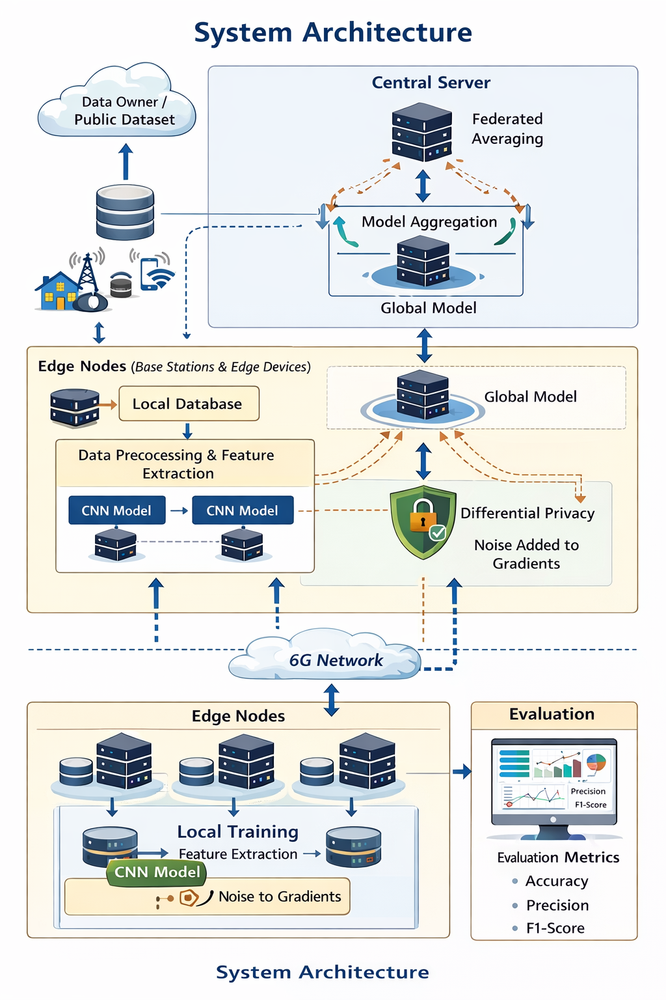 System Architecture
Data Owner /
Public Dataset
Central Server
Federated
Averaging
Model Aggregation
Global Model
Edge Nodes (Base Stations & Edge Devices)
Local Database
Global Model
Data Precocessing & Feature
Extraction
CNN Model
CNN Model
Differential Privacy
Noise Added to
Gradients
6G Network
Edge Nodes
Local Training
Feature Extraction
CNN Model
Noise to Gradients
Evaluation
Precision
F1-Score
Evaluation Metrics
• Accuracy
• Precision
• F1-Score
System Architecture